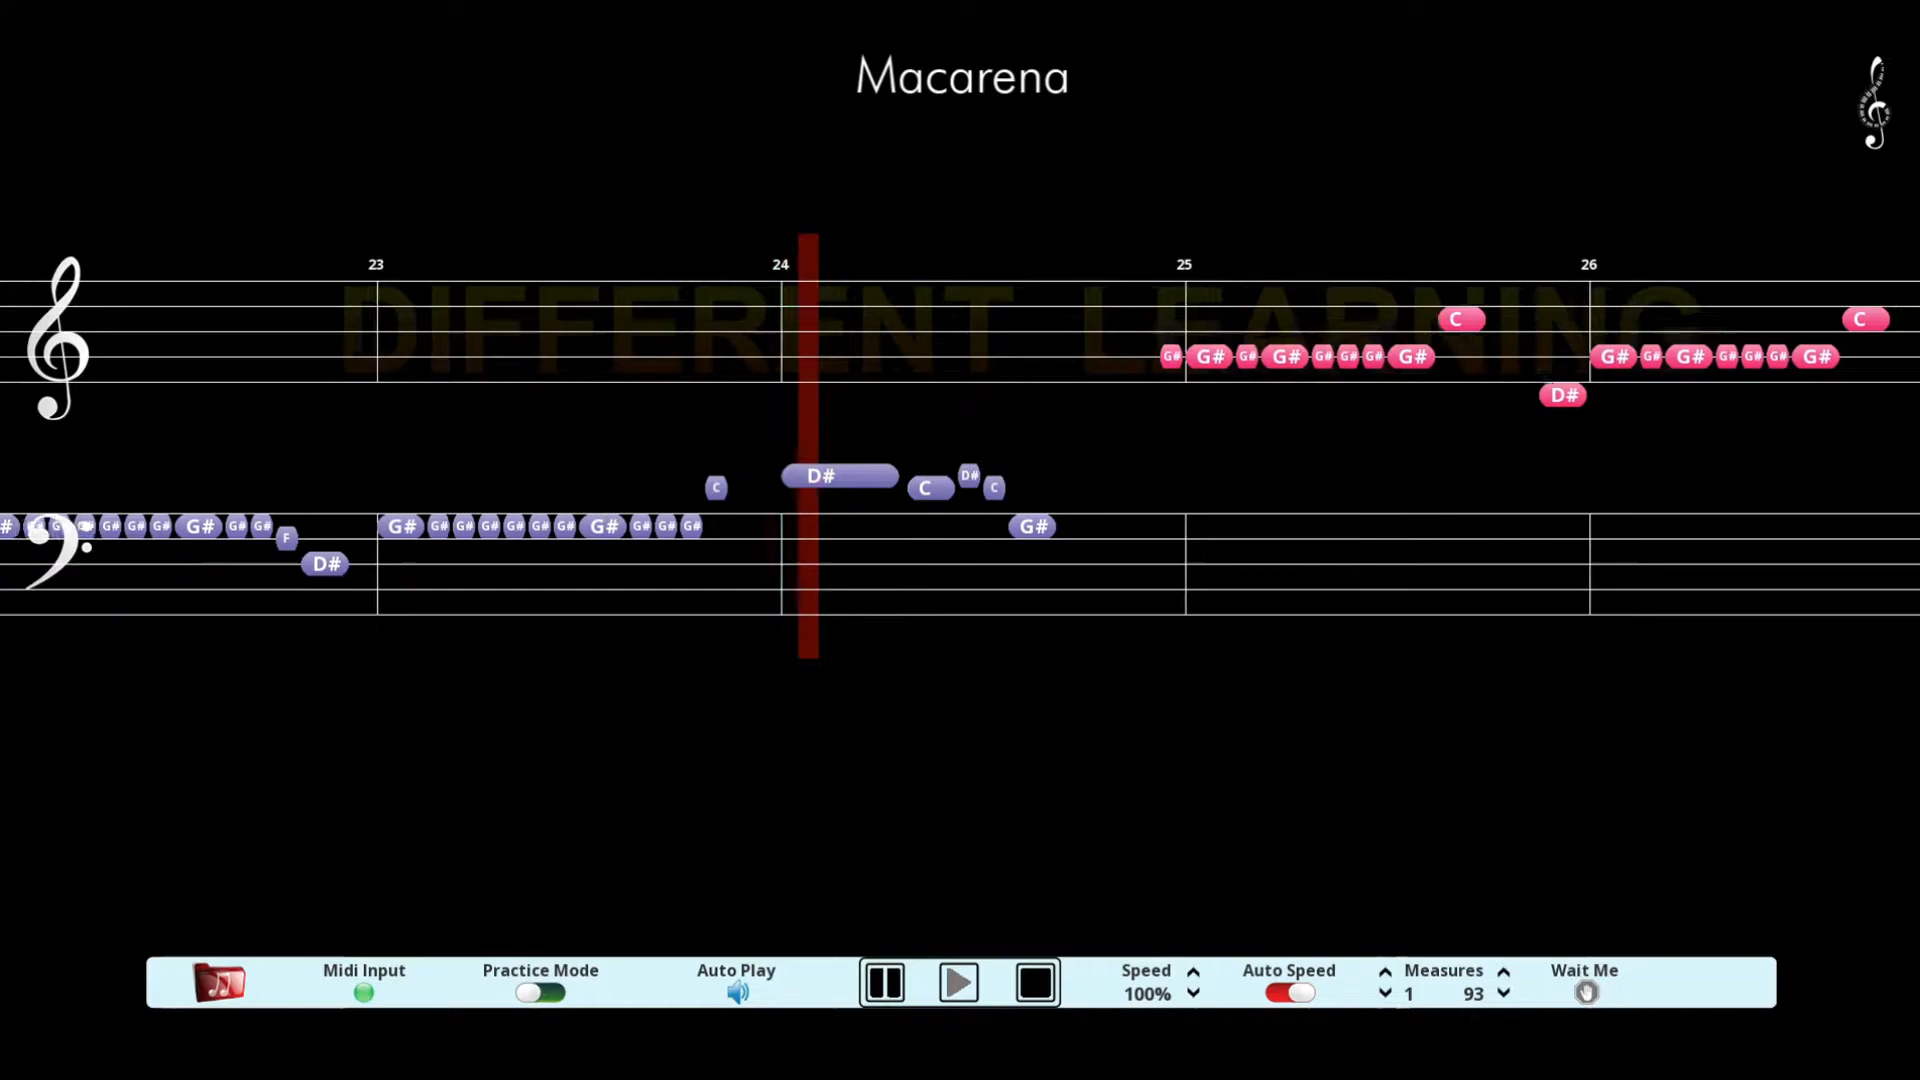 Macarena
23 24 25 26
DIFFERENT LEARNING
C C
G# G# G# G# G# G# G# G# G# G# G# G# G# G# G# G#
D#
D# D#
C C C
G# G# G# G# G# G# G# G# G# G# G# G# G# G# G# G# G# G# G#
F
D#
Midi Input Practice Mode Auto Play Speed Auto Speed Measures Wait Me
100% 1 93